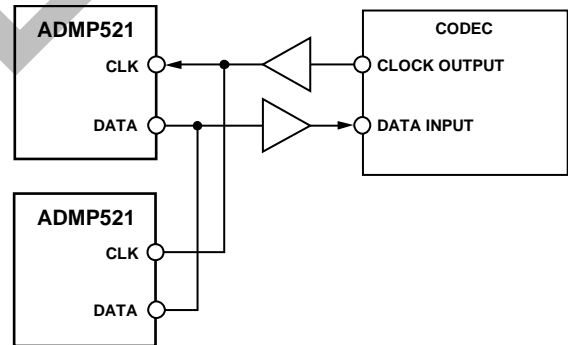 ADMP521
CLK
DATA
CODEC
CLOCK OUTPUT
DATA INPUT
ADMP521
CLK
DATA